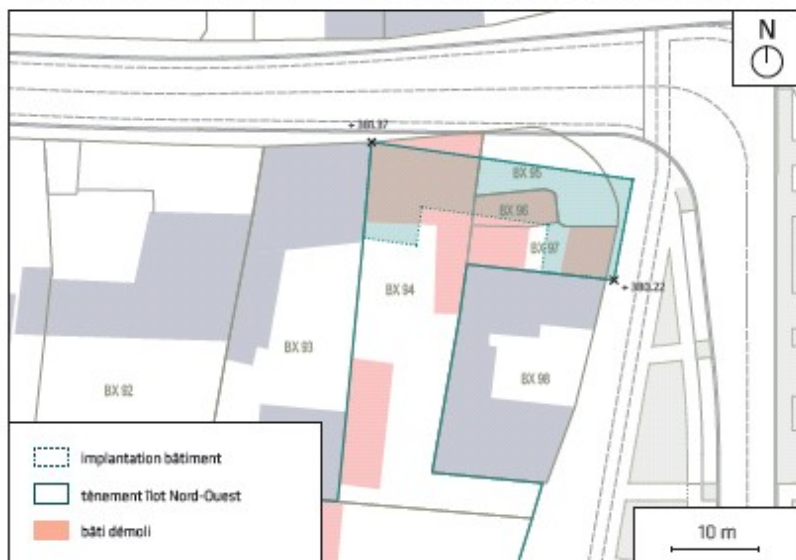 N
+ 381.37
BX 95
BX 96
BX 97
+ 380.22
BX 94
BX 93
BX 98
BX 92
implantation bâtiment
tènement îlot Nord-Ouest
bâti démoli
10 m